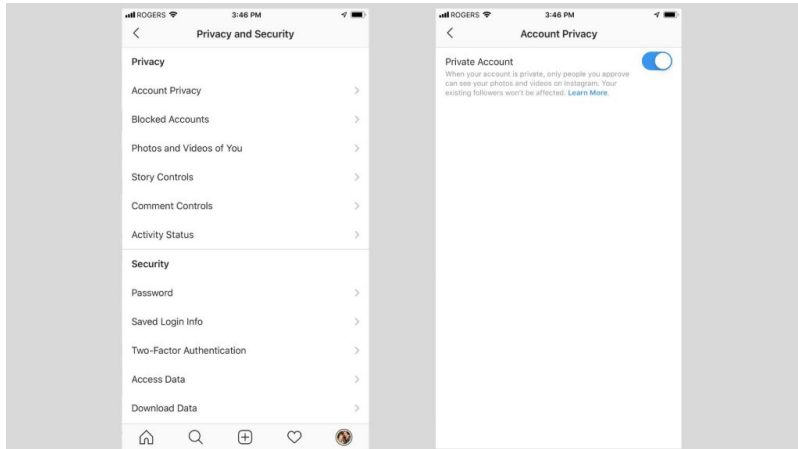 ROGERS 3:46 PM
Privacy and Security
Privacy
Account Privacy
Blocked Accounts
Photos and Videos of You
Story Controls
Comment Controls
Activity Status
Security
Password
Saved Login Info
Two-Factor Authentication
Access Data
Download Data
ROGERS 3:46 PM
Account Privacy
Private Account
When your account is private, only people you approve
can see your photos and videos on Instagram. Your
existing followers won't be affected. Learn More.